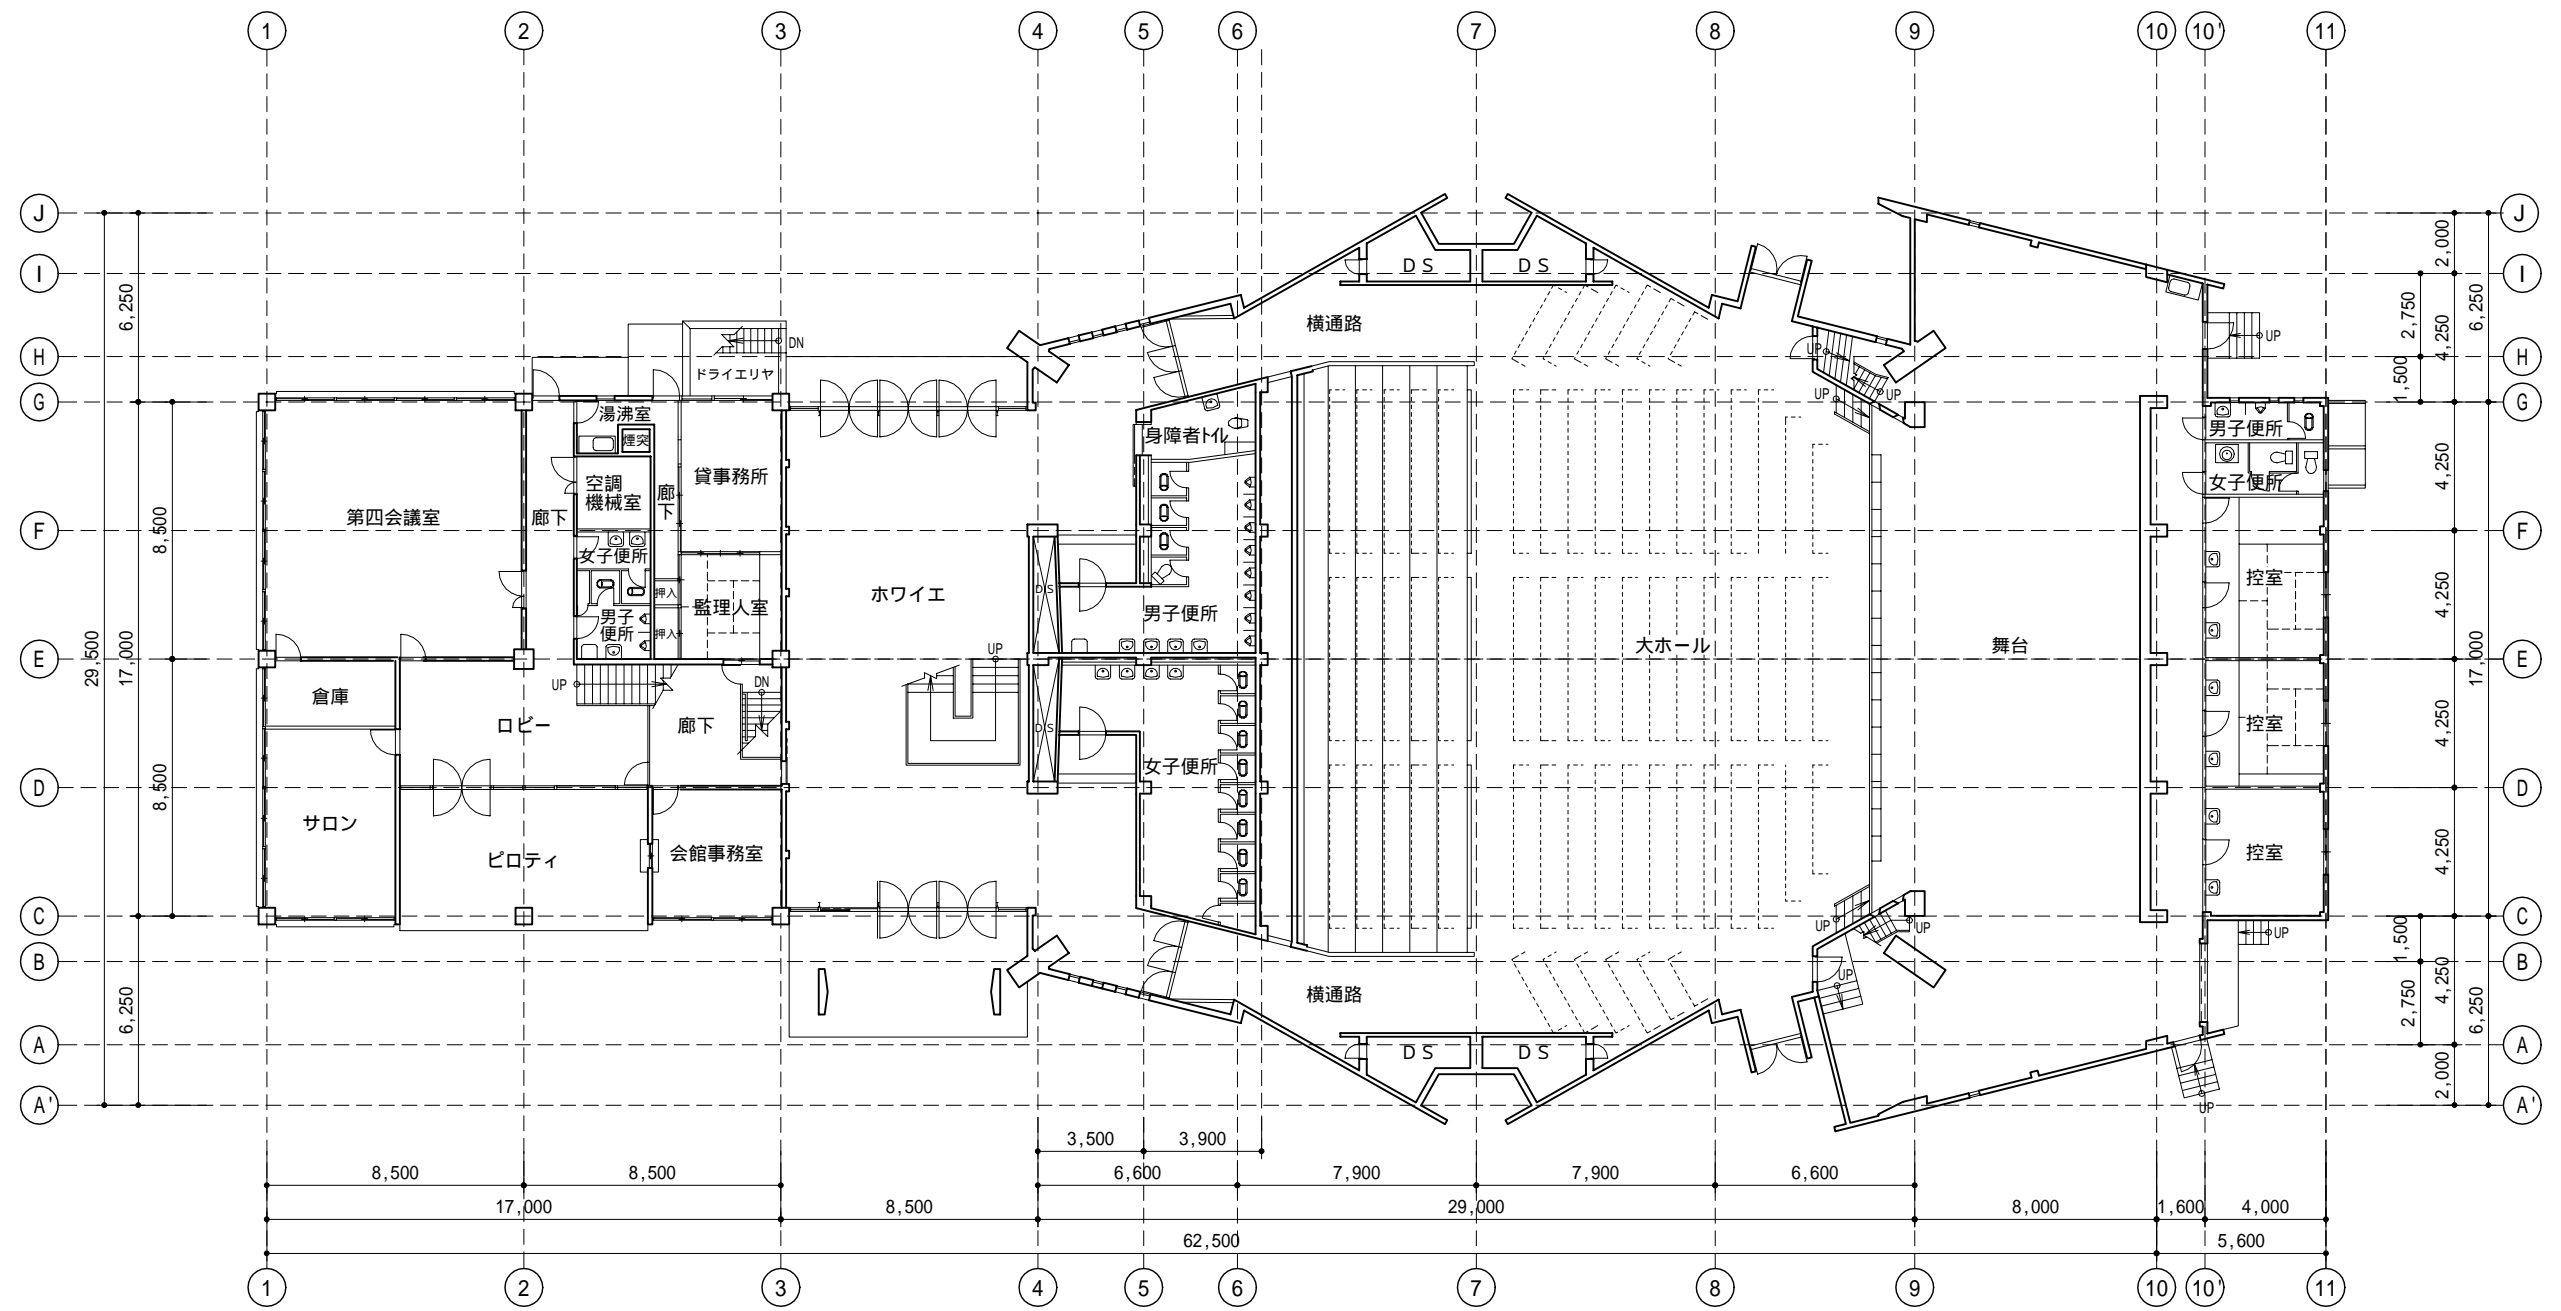 1 2 3 4 5 6 7 8 9 10 10' 11
J J
I I
H H
G G
F F
E E
D D
C C
B B
A A
A' A'
6,250
29,500
17,000
8,500
8,500
6,250
2,000
2,750
4,250
6,250
1,500
4,250
4,250
17,000
4,250
4,250
1,500
4,250
2,750
6,250
2,000
DS DS
横通路
DN
ドライエリヤ
UP
UP
UP
UP
湯沸室
煙突
身障者トイレ
男子便所
貸事務所
空調
機械室
廊下
女子便所
第四会議室
廊下
女子便所
押入
監理人室
ホワイエ
DS
控室
男子
便所
押入
男子便所
大ホール
舞台
UP
UP
DN
倉庫
ロビー
廊下
DS
控室
女子便所
サロン
ピロティ
会館事務室
控室
UP
UP
UP
UP
横通路
DS DS
UP
3,500 3,900
8,500 8,500 6,600 7,900 7,900 6,600
17,000 8,500 29,000 8,000 1,600 4,000
62,500 5,600
1 2 3 4 5 6 7 8 9 10 10' 11